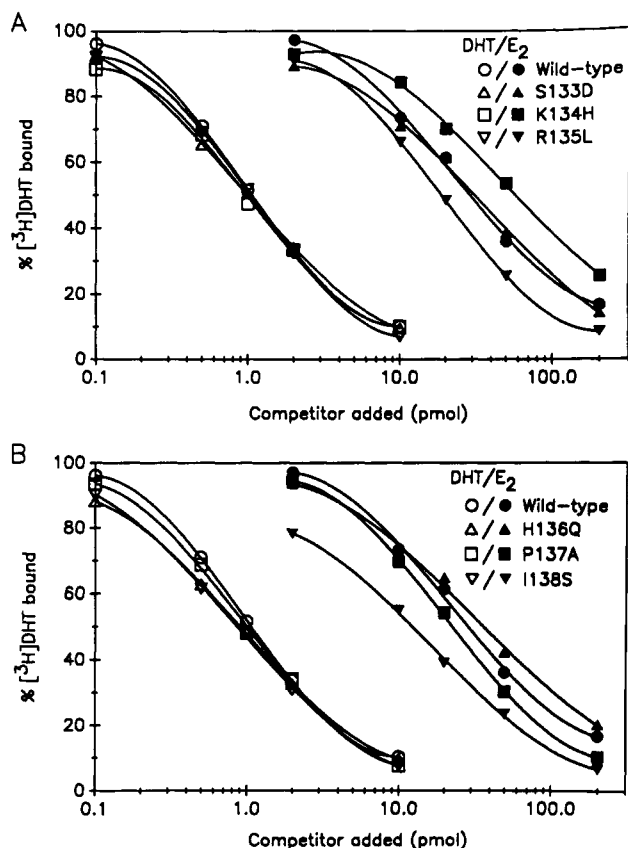 A
100
80
60
40
20
0
% [³H]DHT bound
DHT/E₂
○/● Wild-type
△/▲ S133D
□/■ K134H
▽/▼ R135L
0.1 1.0 10.0 100.0
Competitor added (pmol)
B
100
80
60
40
20
0
% [³H]DHT bound
DHT/E₂
○/● Wild-type
△/▲ H136Q
□/■ P137A
▽/▼ I138S
0.1 1.0 10.0 100.0
Competitor added (pmol)